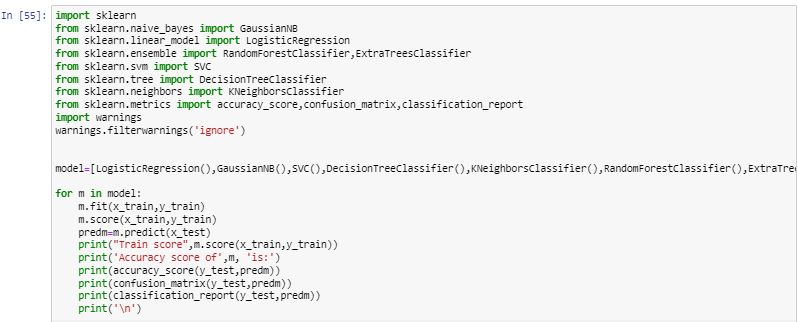 In [55]: import sklearn
from sklearn.naive_bayes import GaussianNB
from sklearn.linear_model import LogisticRegression
from sklearn.ensemble import RandomForestClassifier,ExtraTreesClassifier
from sklearn.svm import SVC
from sklearn.tree import DecisionTreeClassifier
from sklearn.neighbors import KNeighborsClassifier
from sklearn.metrics import accuracy_score,confusion_matrix,classification_report
import warnings
warnings.filterwarnings('ignore')
model=[LogisticRegression(),GaussianNB(),SVC(),DecisionTreeClassifier(),KNeighborsClassifier(),RandomForestClassifier(),ExtraTree
for m in model:
    m.fit(x_train,y_train)
    m.score(x_train,y_train)
    predm=m.predict(x_test)
    print("Train score",m.score(x_train,y_train))
    print('Accuracy score of',m, 'is:')
    print(accuracy_score(y_test,predm))
    print(confusion_matrix(y_test,predm))
    print(classification_report(y_test,predm))
    print('\n')